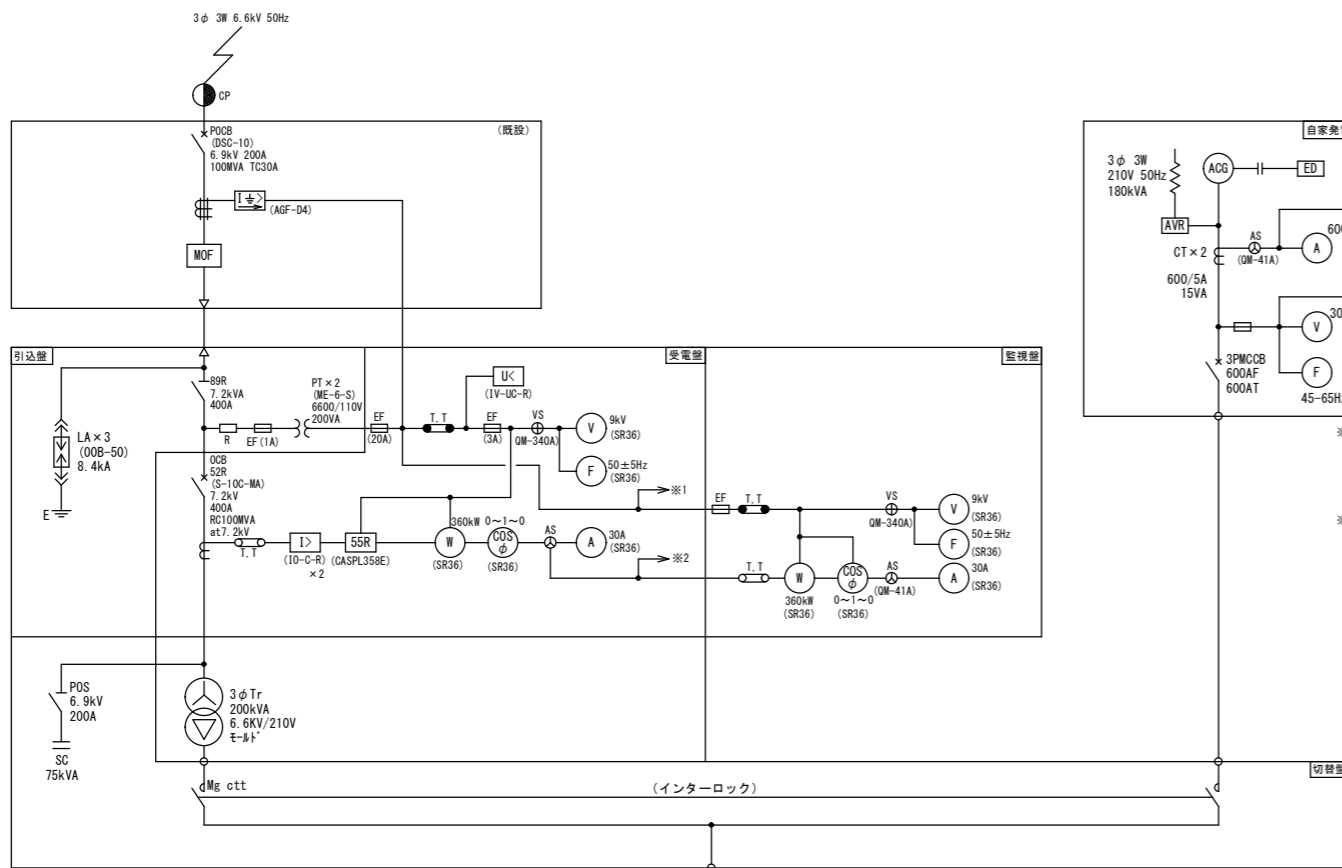 3φ 3W 6.6kV 50Hz
CP
(既設)
POCB
(DSC-10)
6.9kV 200A
100MVA TC30A
I
>
(AGF-D4)
MOF
3φ 3W
210V 50Hz
180kVA
ACG
ED
AVR
CT×2
600/5A
15VA
AS
(QM-41A)
A
V
F
45-65H
3PMCCB
600AF
600AT
引込盤
受電盤
監視盤
LA×3
(OOB-50)
8.4kA
E
89R
7.2kVA
400A
R
EF(1A)
PT×2
(ME-6-S)
6600/110V
200VA
EF
(20A)
T.T
U<
(IV-UC-R)
EF
(3A)
VS
QM-340A)
V
9kV
(SR36)
F
50±5Hz
(SR36)
OCB
52R
(S-10C-MA)
7.2kV
400A
RC100MVA
at7.2kV
T.T
I>
(IO-C-R)
×2
55R
(CASPL358E)
360kW
W
(SR36)
0～1～0
COS
φ
(SR36)
AS
A
30A
(SR36)
※1
※2
EF
T.T
VS
QM-340A)
V
9kV
(SR36)
F
50±5Hz
(SR36)
T.T
W
360kW
(SR36)
COS
φ
0～1～0
(SR36)
AS
(QM-41A)
A
30A
(SR36)
※
※
POS
6.9kV
200A
SC
75kVA
3φTr
200kVA
6.6KV/210V
ﾓｰﾙﾄﾞ
Mg ctt
(インターロック)
切替盤